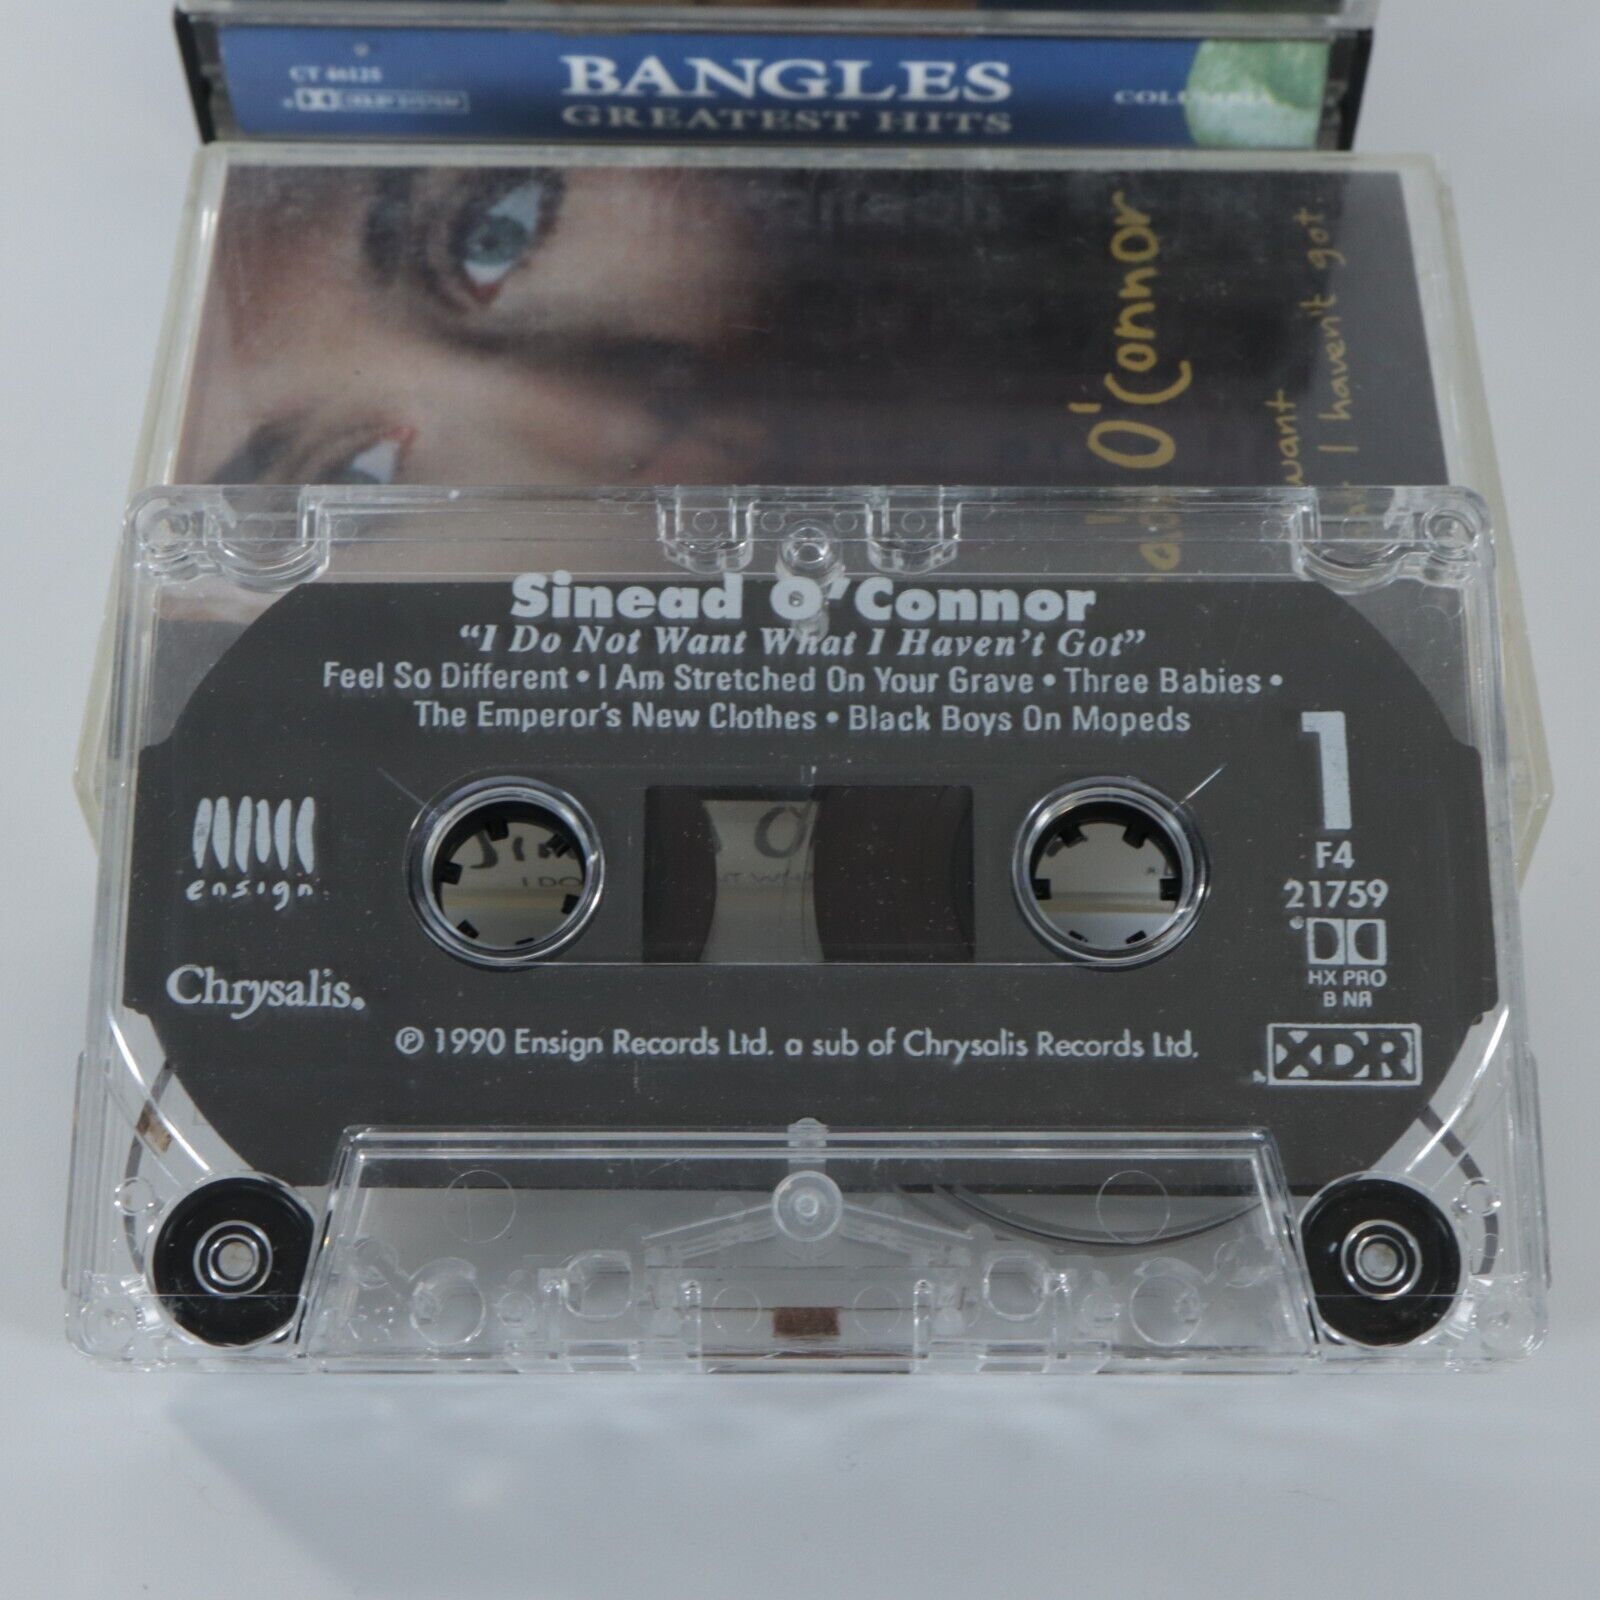 CT 46125
BANGLES
GREATEST HITS
O'Connor
want
I haven't got.
Sinead O'Connor
“I Do Not Want What I Haven't Got”
Feel So Different • I Am Stretched On Your Grave • Three Babies •
The Emperor's New Clothes • Black Boys On Mopeds
1
F4
21759
HX PRO
B NR
XDR
ensign
Chrysalis.
℗ 1990 Ensign Records Ltd. a sub of Chrysalis Records Ltd.
I DO